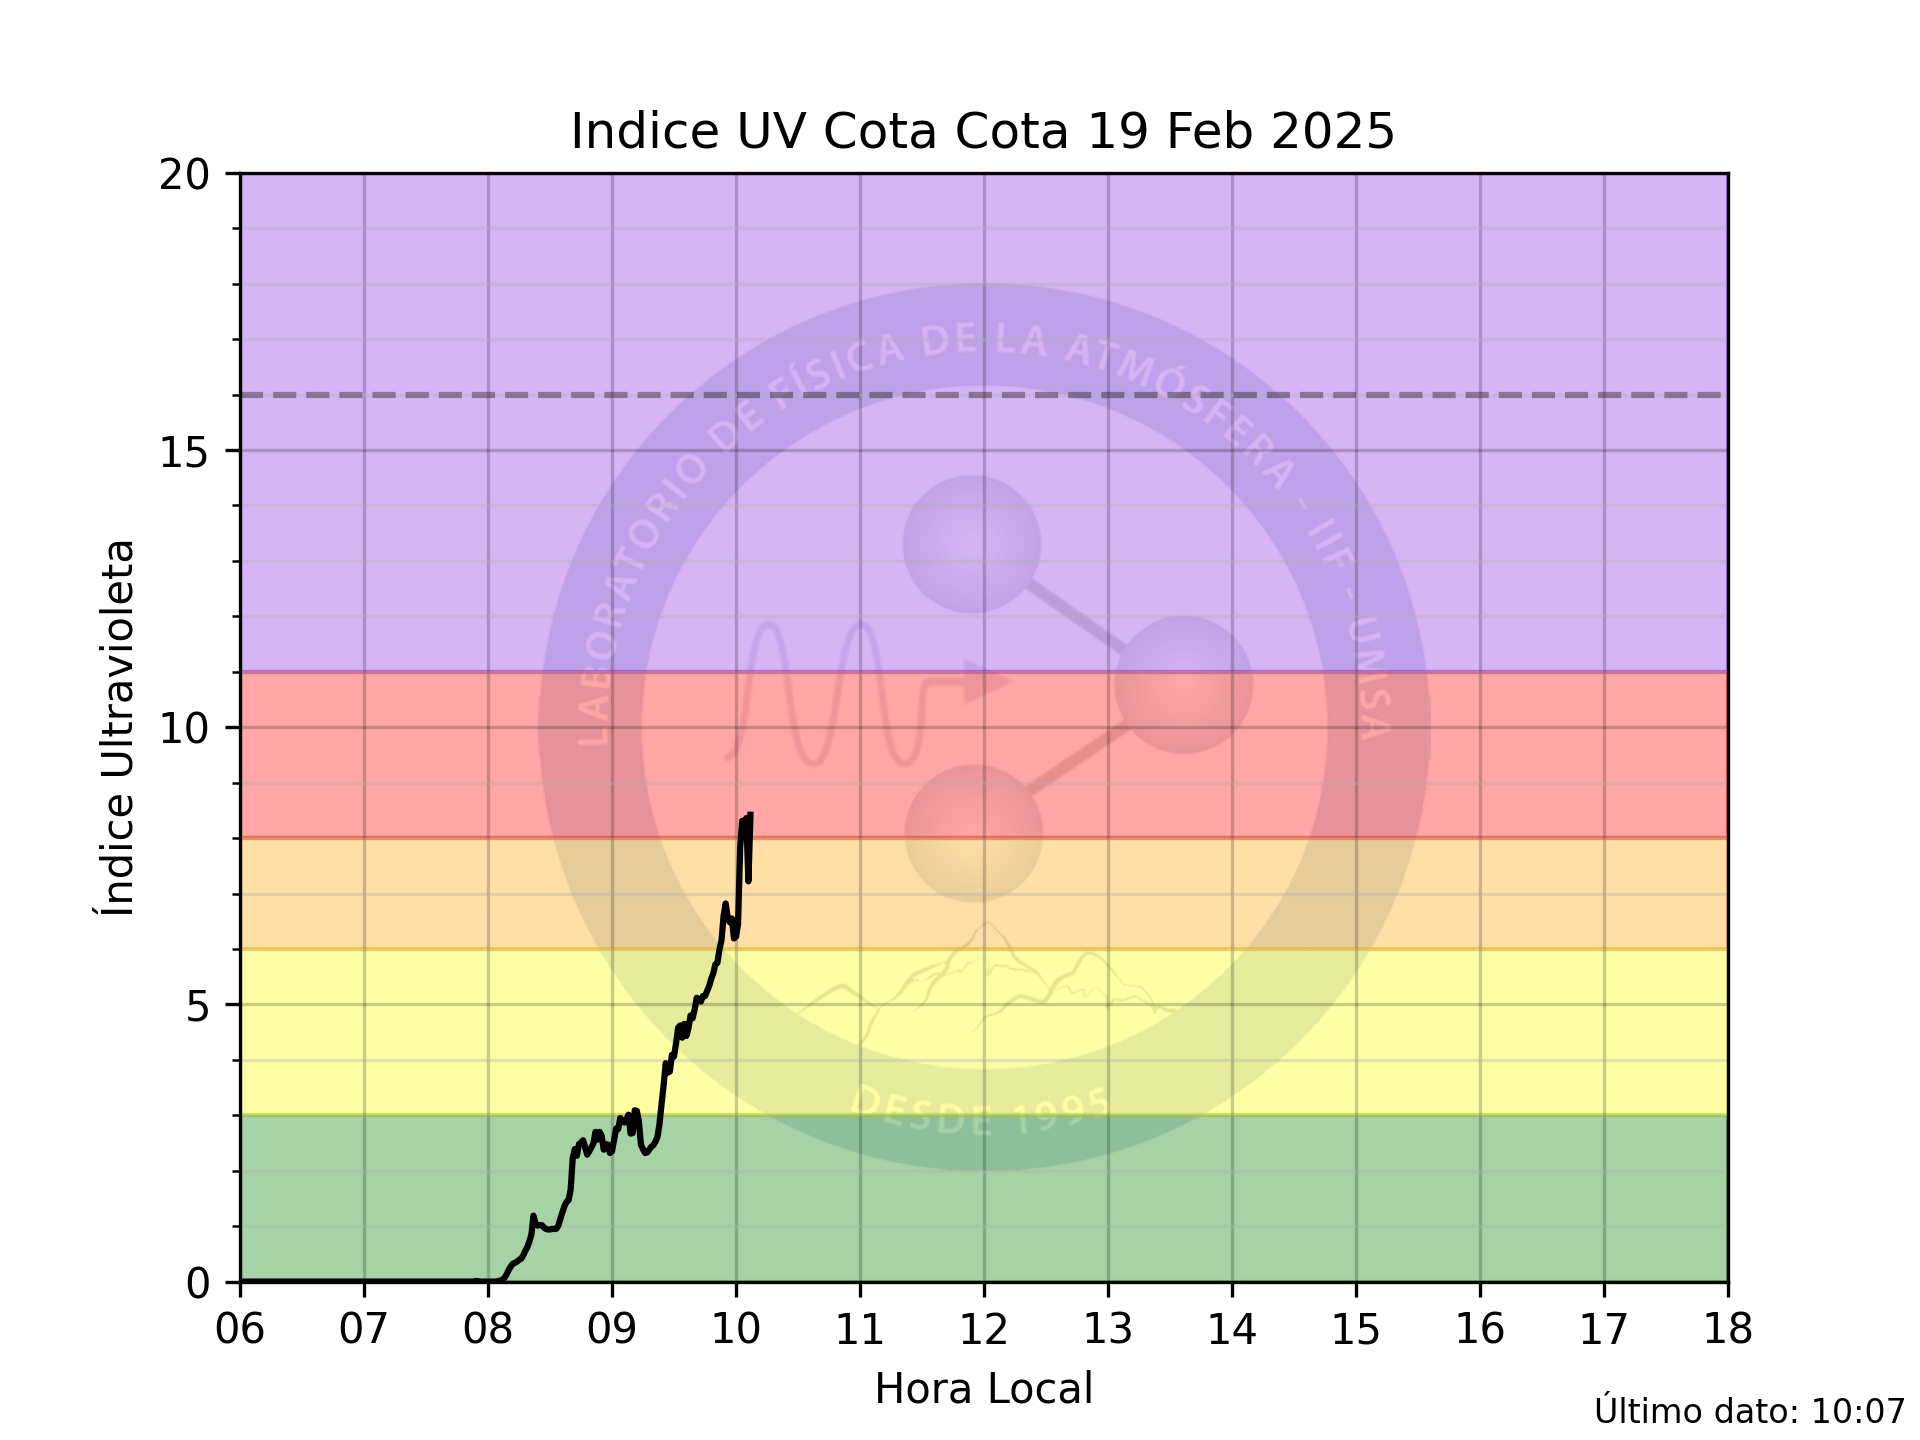 Indice UV Cota Cota 19 Feb 2025
20
15
10
5
0
Índice Ultravioleta
LABORATORIO DE FÍSICA DE LA ATMÓSFERA - IIF - UMSA
DESDE 1995
06 07 08 09 10 11 12 13 14 15 16 17 18
Hora Local
Último dato: 10:07